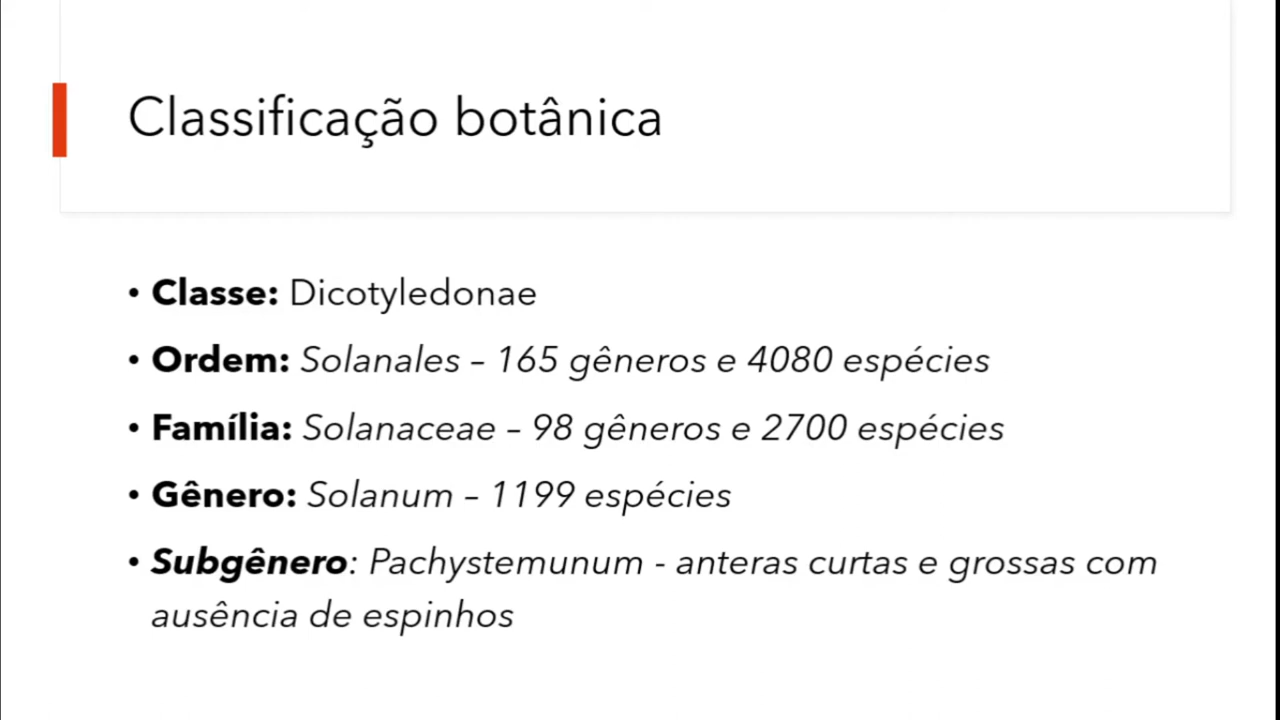 Classificação botânica
• Classe: Dicotyledonae
• Ordem: Solanales – 165 gêneros e 4080 espécies
• Família: Solanaceae – 98 gêneros e 2700 espécies
• Gênero: Solanum – 1199 espécies
• Subgênero: Pachystemunum - anteras curtas e grossas com
ausência de espinhos